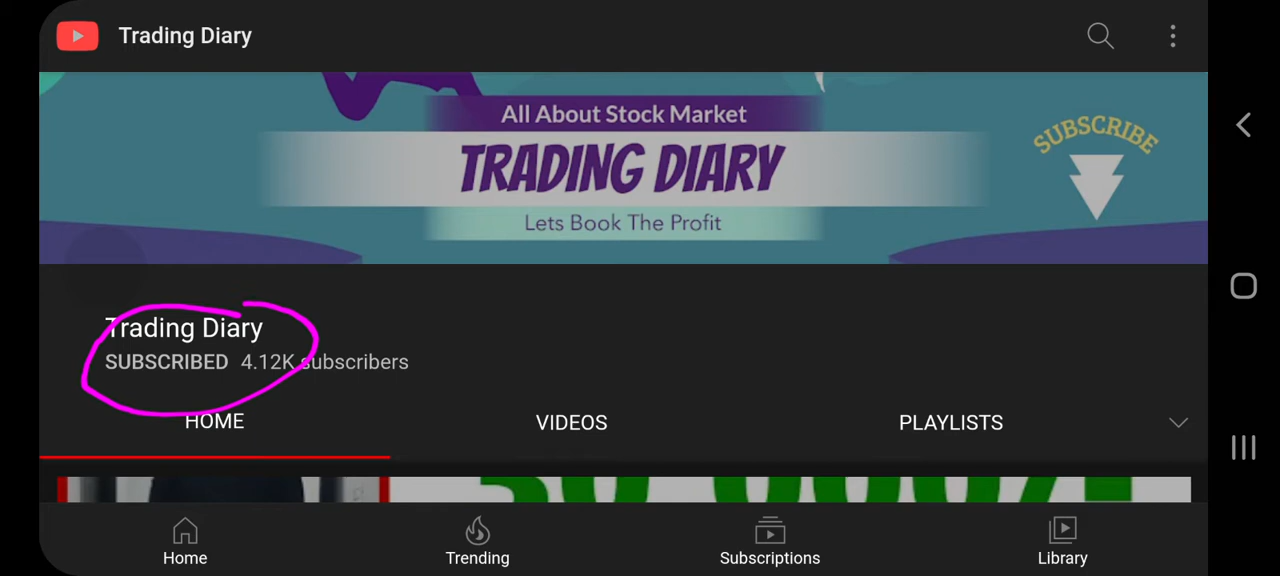 Trading Diary
All About Stock Market
TRADING DIARY
Lets Book The Profit
SUBSCRIBE
Trading Diary
SUBSCRIBED 4.12K subscribers
HOME VIDEOS PLAYLISTS
Home Trending Subscriptions Library